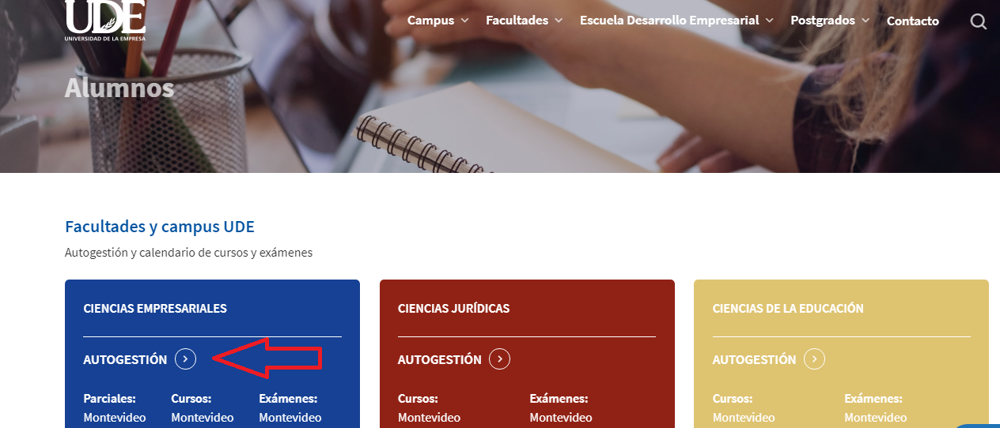 UDE
UNIVERSIDAD DE LA EMPRESA
Campus Facultades Escuela Desarrollo Empresarial Postgrados Contacto
Alumnos
Facultades y campus UDE
Autogestión y calendario de cursos y exámenes
CIENCIAS EMPRESARIALES
AUTOGESTIÓN
Parciales: Cursos: Exámenes:
Montevideo Montevideo Montevideo
CIENCIAS JURÍDICAS
AUTOGESTIÓN
Cursos: Exámenes:
Montevideo Montevideo
CIENCIAS DE LA EDUCACIÓN
AUTOGESTIÓN
Cursos: Exámenes:
Montevideo Montevideo